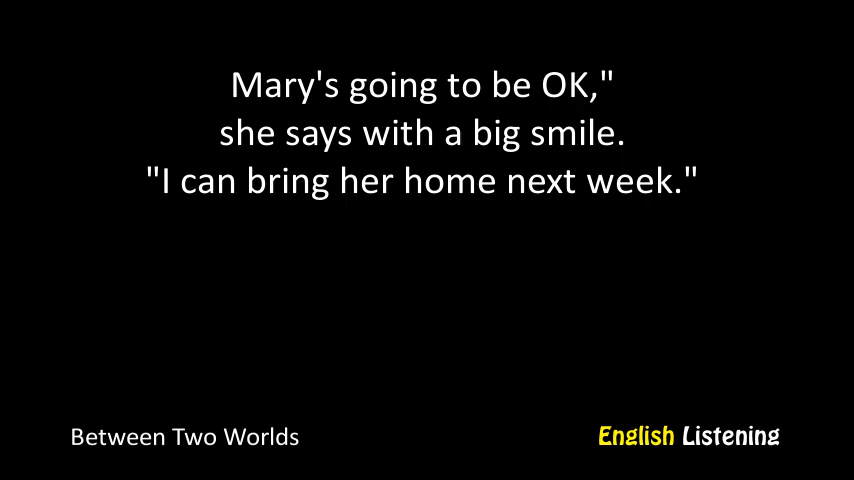 Mary's going to be OK,"
she says with a big smile.
"I can bring her home next week."
Between Two Worlds
English Listening